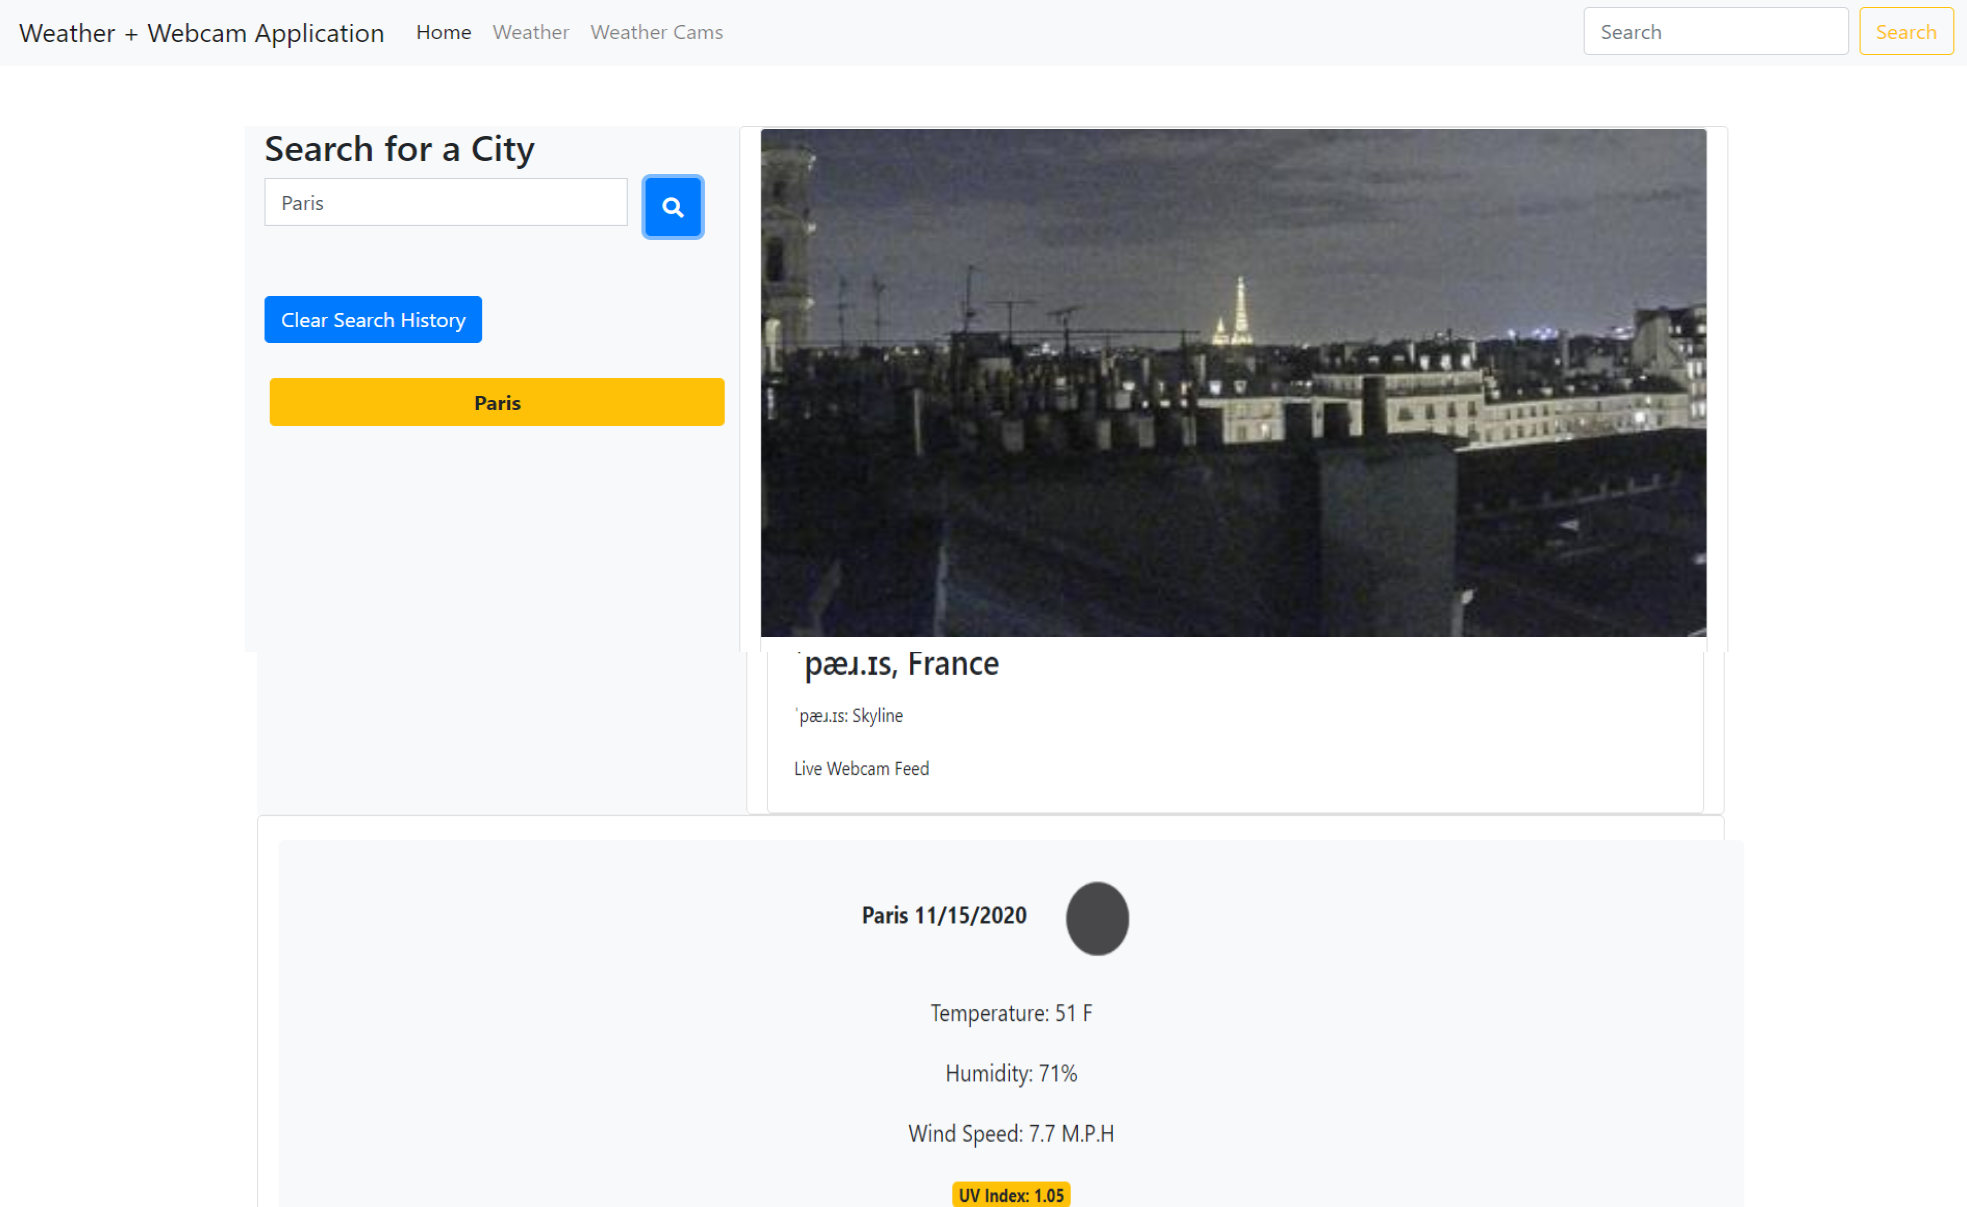 Weather + Webcam Application Home Weather Weather Cams Search Search
Search for a City
Paris
Clear Search History
Paris
ˈpæɹ.ɪs, France
ˈpæɹ.ɪs: Skyline
Live Webcam Feed
Paris 11/15/2020
Temperature: 51 F
Humidity: 71%
Wind Speed: 7.7 M.P.H
UV Index: 1.05